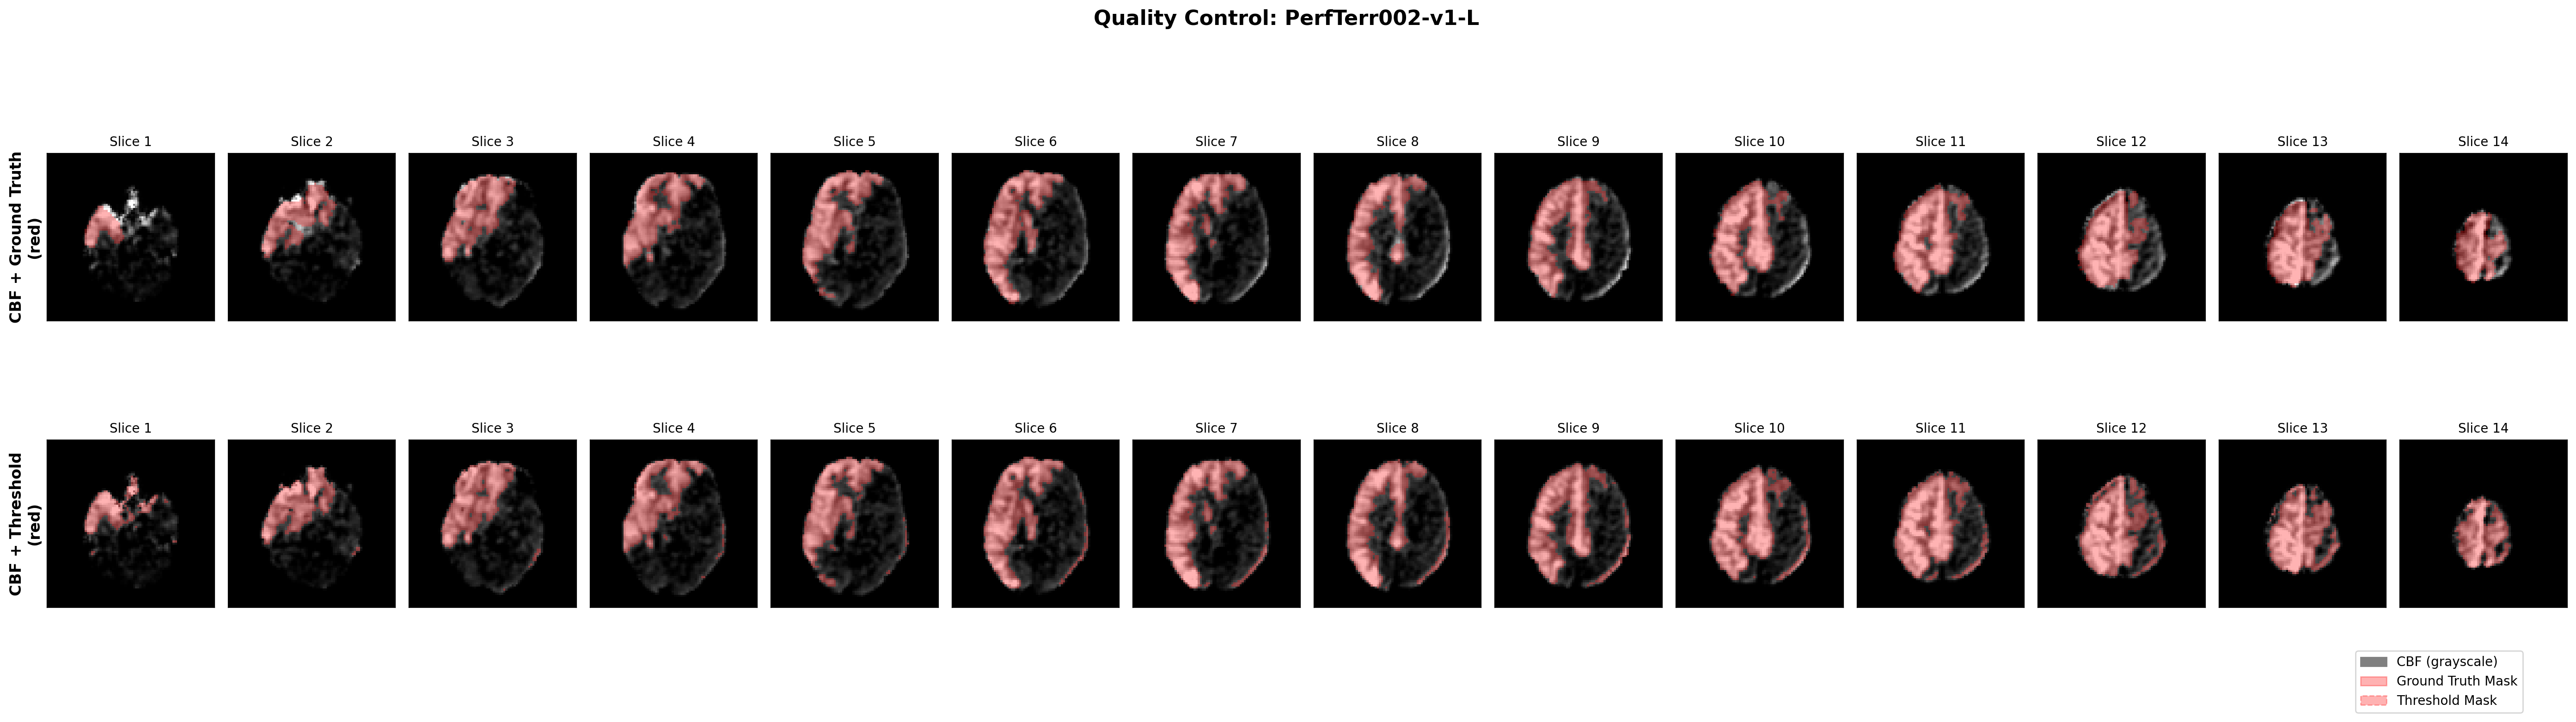 Quality Control: PerfTerr002-v1-L
CBF + Ground Truth
(red)
Slice 1
Slice 2
Slice 3
Slice 4
Slice 5
Slice 6
Slice 7
Slice 8
Slice 9
Slice 10
Slice 11
Slice 12
Slice 13
Slice 14
CBF + Threshold
(red)
Slice 1
Slice 2
Slice 3
Slice 4
Slice 5
Slice 6
Slice 7
Slice 8
Slice 9
Slice 10
Slice 11
Slice 12
Slice 13
Slice 14
CBF (grayscale)
Ground Truth Mask
Threshold Mask